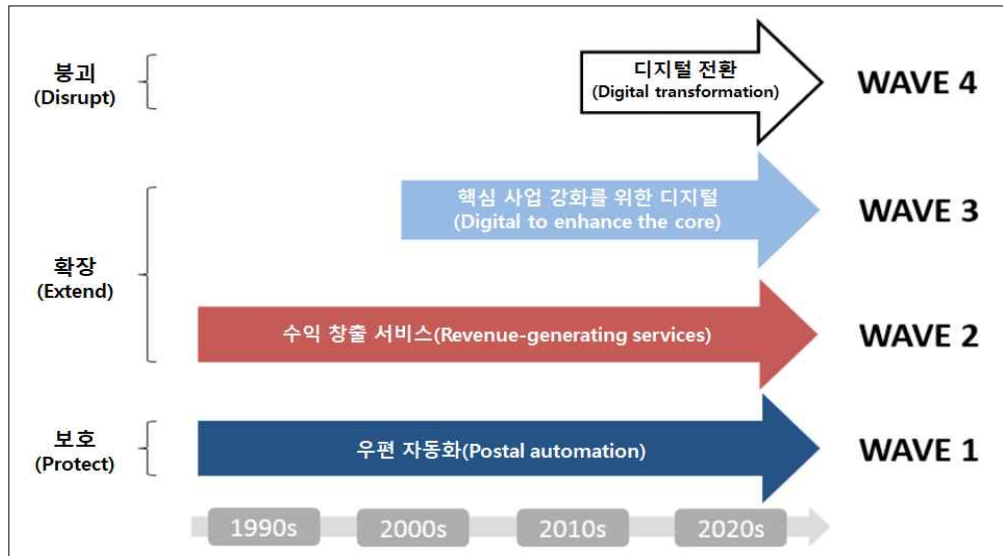 붕괴
(Disrupt)
디지털 전환
(Digital transformation)
WAVE 4
핵심 사업 강화를 위한 디지털
(Digital to enhance the core)
WAVE 3
확장
(Extend)
수익 창출 서비스(Revenue-generating services)
WAVE 2
보호
(Protect)
우편 자동화(Postal automation)
WAVE 1
1990s
2000s
2010s
2020s